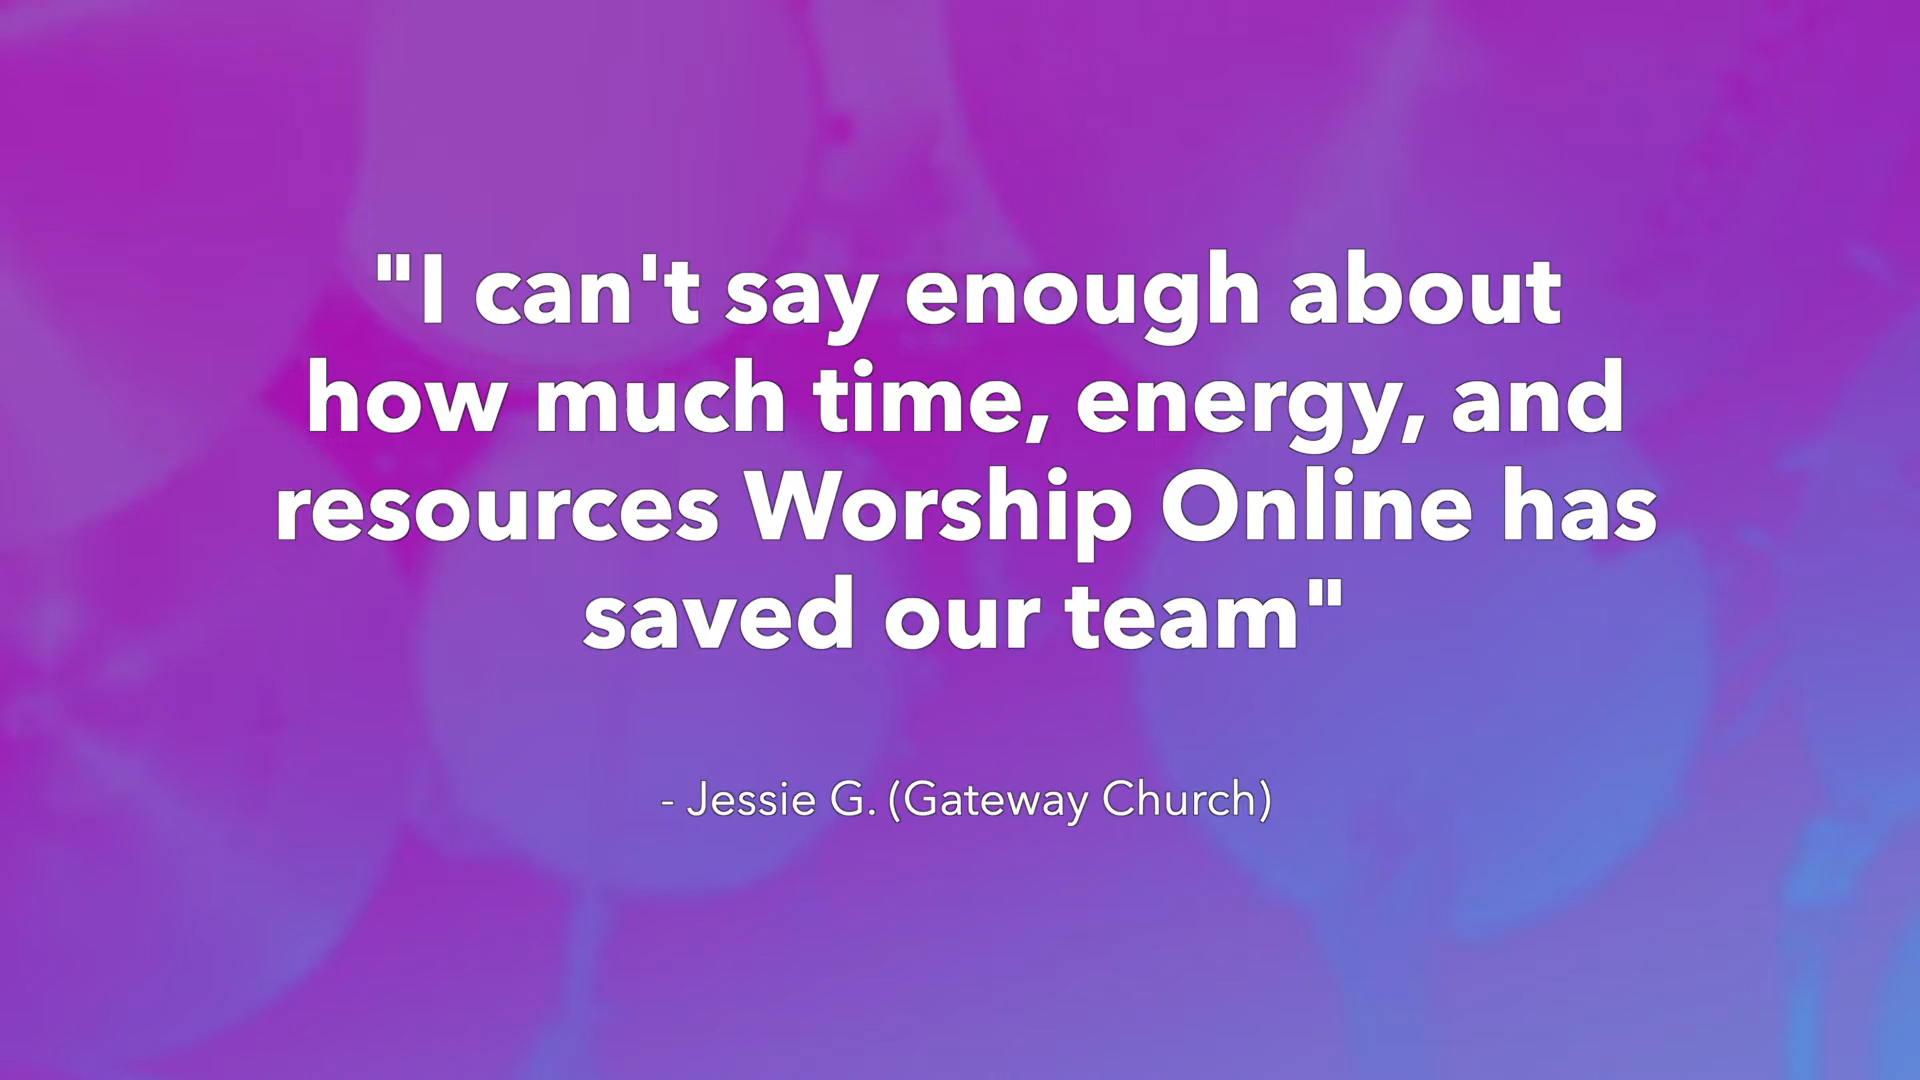 "I can't say enough about
how much time, energy, and
resources Worship Online has
saved our team"
- Jessie G. (Gateway Church)